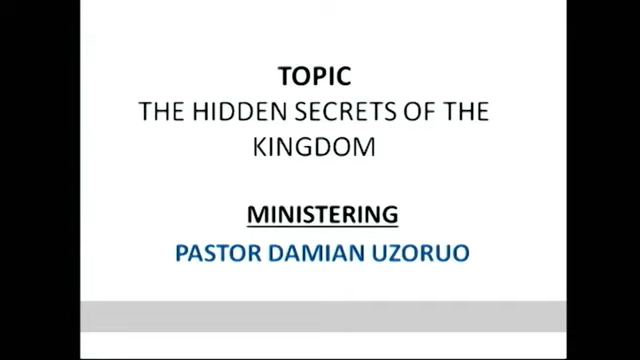 TOPIC
THE HIDDEN SECRETS OF THE
KINGDOM
MINISTERING
PASTOR DAMIAN UZORUO